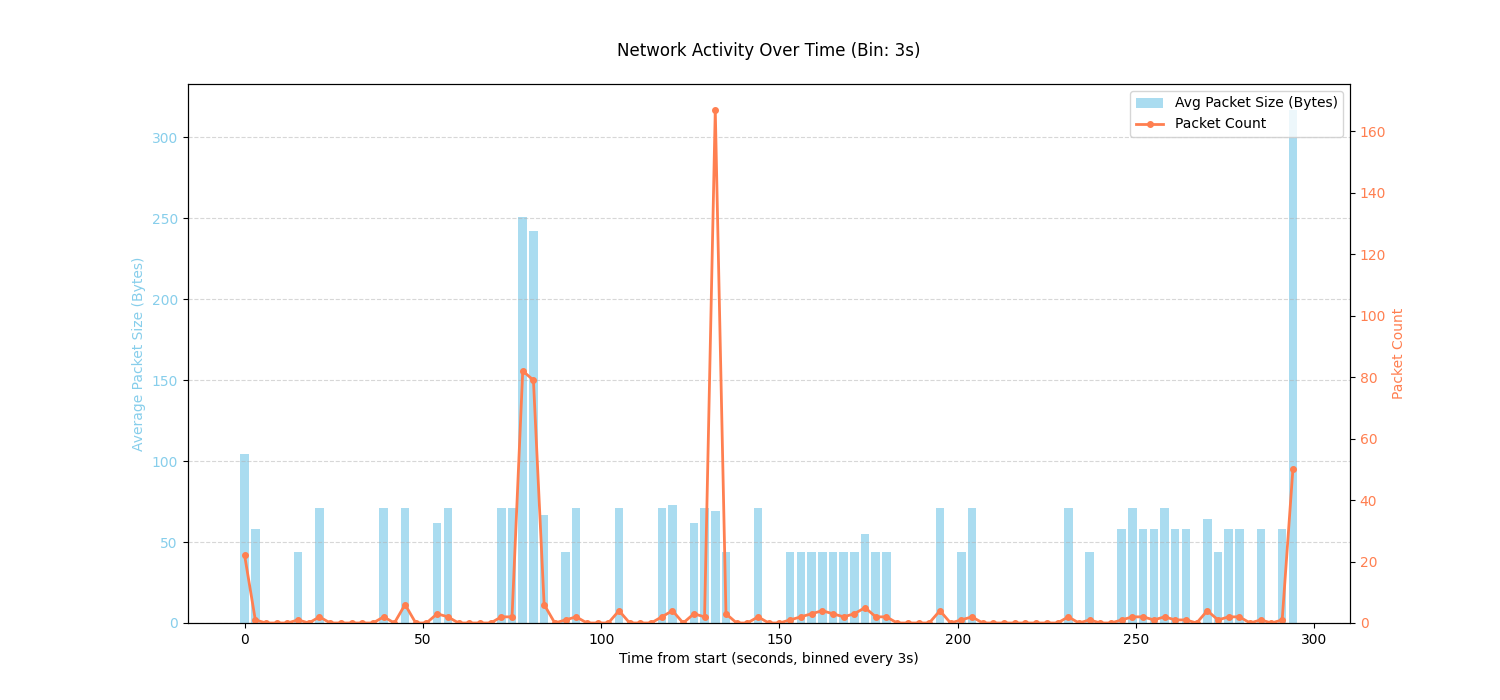 Network Activity Over Time (Bin: 3s)
Avg Packet Size (Bytes)
Packet Count
Average Packet Size (Bytes)
300
250
200
150
100
50
0
160
140
120
100
80
60
40
20
0
Packet Count
0 50 100 150 200 250 300
Time from start (seconds, binned every 3s)